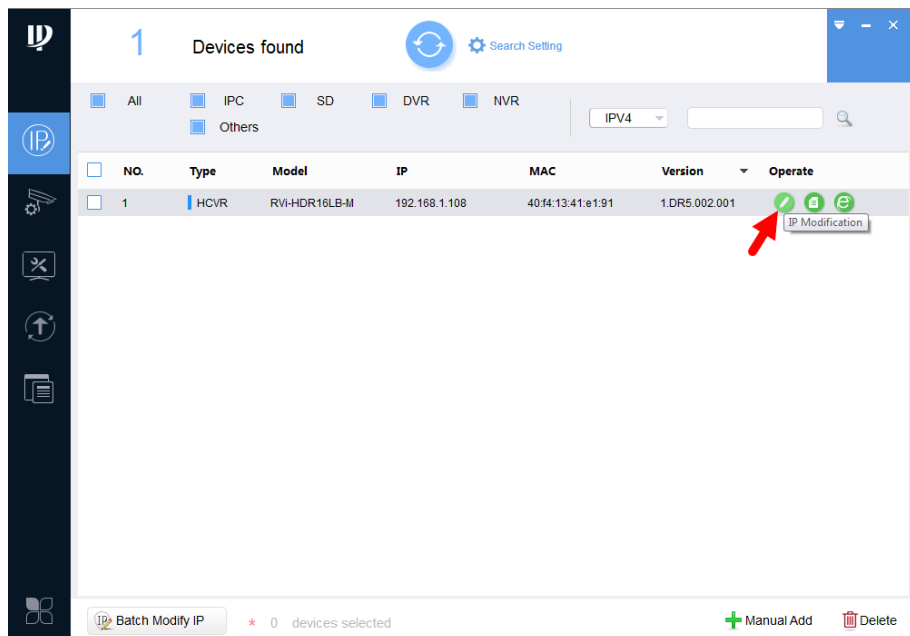 1 Devices found Search Setting
All IPC SD DVR NVR
Others
IPV4
NO. Type Model IP MAC Version Operate
1 HCVR RVi-HDR16LB-M 192.168.1.108 40:f4:13:41:e1:91 1.DR5.002.001
IP Modification
Batch Modify IP * 0 devices selected Manual Add Delete